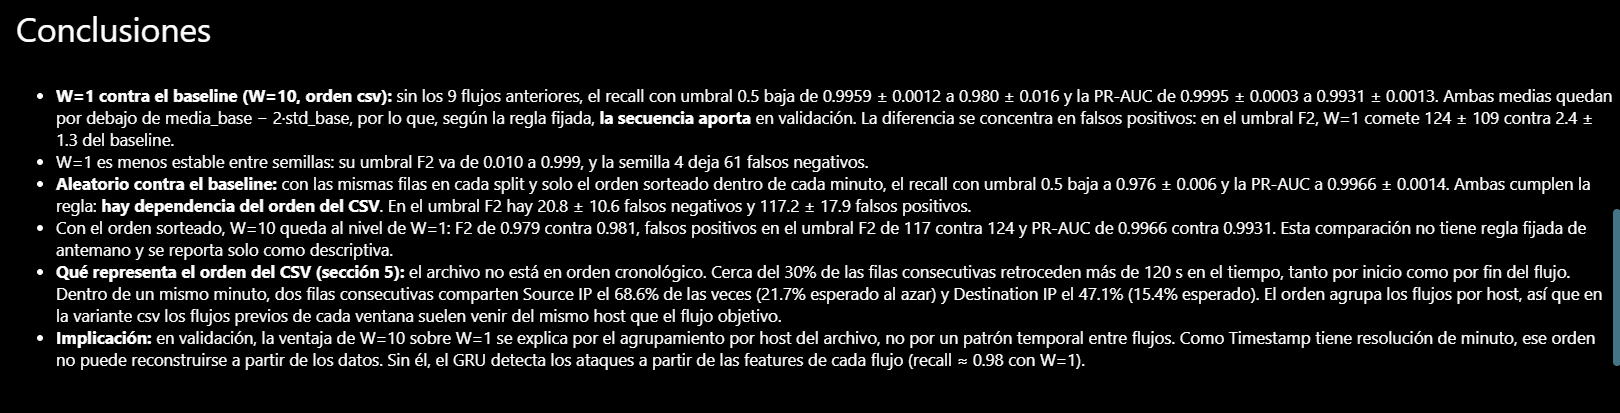 Conclusiones
• W=1 contra el baseline (W=10, orden csv): sin los 9 flujos anteriores, el recall con umbral 0.5 baja de 0.9959 ± 0.0012 a 0.980 ± 0.016 y la PR-AUC de 0.9995 ± 0.0003 a 0.9931 ± 0.0013. Ambas medias quedan
por debajo de media_base − 2·std_base, por lo que, según la regla fijada, la secuencia aporta en validación. La diferencia se concentra en falsos positivos: en el umbral F2, W=1 comete 124 ± 109 contra 2.4 ±
1.3 del baseline.
• W=1 es menos estable entre semillas: su umbral F2 va de 0.010 a 0.999, y la semilla 4 deja 61 falsos negativos.
• Aleatorio contra el baseline: con las mismas filas en cada split y solo el orden sorteado dentro de cada minuto, el recall con umbral 0.5 baja a 0.976 ± 0.006 y la PR-AUC a 0.9966 ± 0.0014. Ambas cumplen la
regla: hay dependencia del orden del CSV. En el umbral F2 hay 20.8 ± 10.6 falsos negativos y 117.2 ± 17.9 falsos positivos.
• Con el orden sorteado, W=10 queda al nivel de W=1: F2 de 0.979 contra 0.981, falsos positivos en el umbral F2 de 117 contra 124 y PR-AUC de 0.9966 contra 0.9931. Esta comparación no tiene regla fijada de
antemano y se reporta solo como descriptiva.
• Qué representa el orden del CSV (sección 5): el archivo no está en orden cronológico. Cerca del 30% de las filas consecutivas retroceden más de 120 s en el tiempo, tanto por inicio como por fin del flujo.
Dentro de un mismo minuto, dos filas consecutivas comparten Source IP el 68.6% de las veces (21.7% esperado al azar) y Destination IP el 47.1% (15.4% esperado). El orden agrupa los flujos por host, así que en
la variante csv los flujos previos de cada ventana suelen venir del mismo host que el flujo objetivo.
• Implicación: en validación, la ventaja de W=10 sobre W=1 se explica por el agrupamiento por host del archivo, no por un patrón temporal entre flujos. Como Timestamp tiene resolución de minuto, ese orden
no puede reconstruirse a partir de los datos. Sin él, el GRU detecta los ataques a partir de las features de cada flujo (recall ≈ 0.98 con W=1).